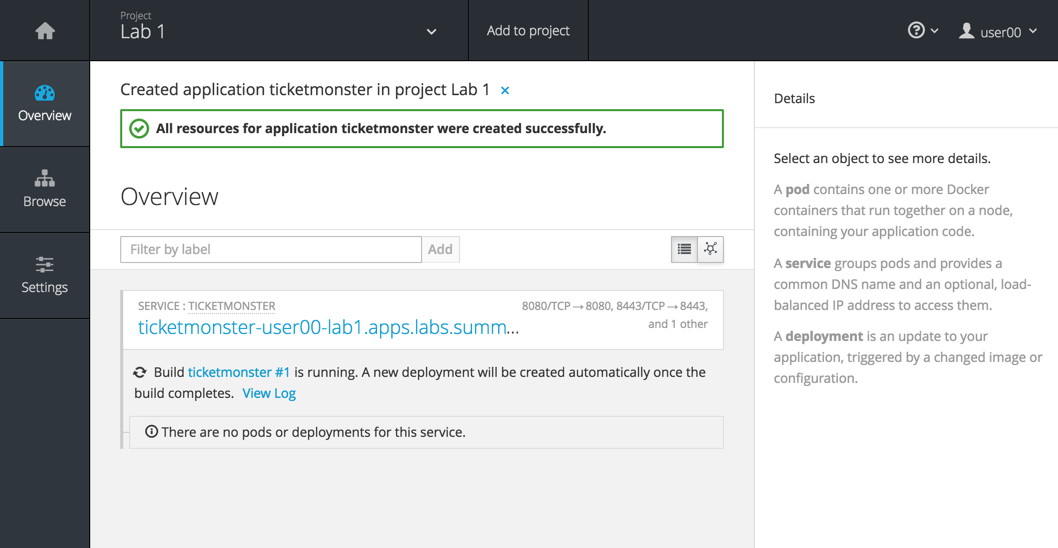 Project
Lab 1
Add to project
user00
Overview
Browse
Settings
Created application ticketmonster in project Lab 1 ×
All resources for application ticketmonster were created successfully.
Overview
Filter by label
Add
SERVICE : TICKETMONSTER
8080/TCP → 8080, 8443/TCP → 8443,
and 1 other
ticketmonster-user00-lab1.apps.labs.summ...
Build ticketmonster #1 is running. A new deployment will be created automatically once the
build completes. View Log
There are no pods or deployments for this service.
Details
Select an object to see more details.
A pod contains one or more Docker
containers that run together on a node,
containing your application code.
A service groups pods and provides a
common DNS name and an optional, load-
balanced IP address to access them.
A deployment is an update to your
application, triggered by a changed image or
configuration.